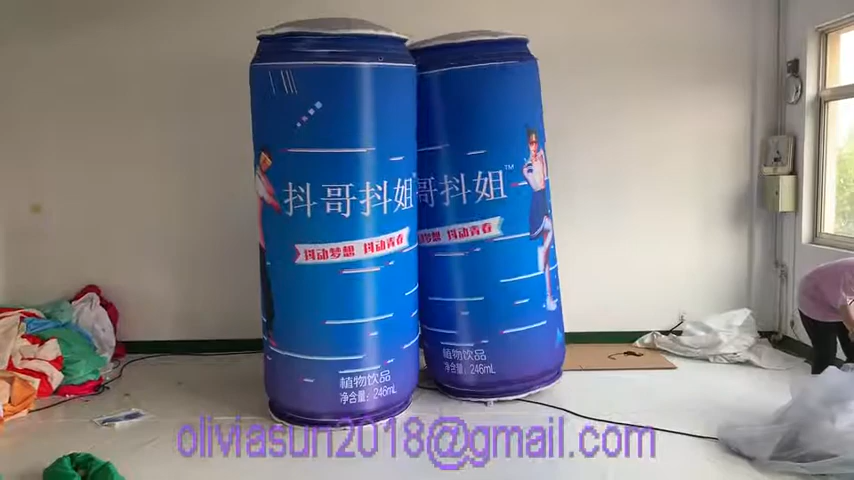 抖哥抖姐
抖动梦想 抖动青春
植物饮品
净含量：246mL
哥抖姐™
抖动梦想 抖动青春
植物饮品
净含量：246mL
oliviasun2018@gmail.com